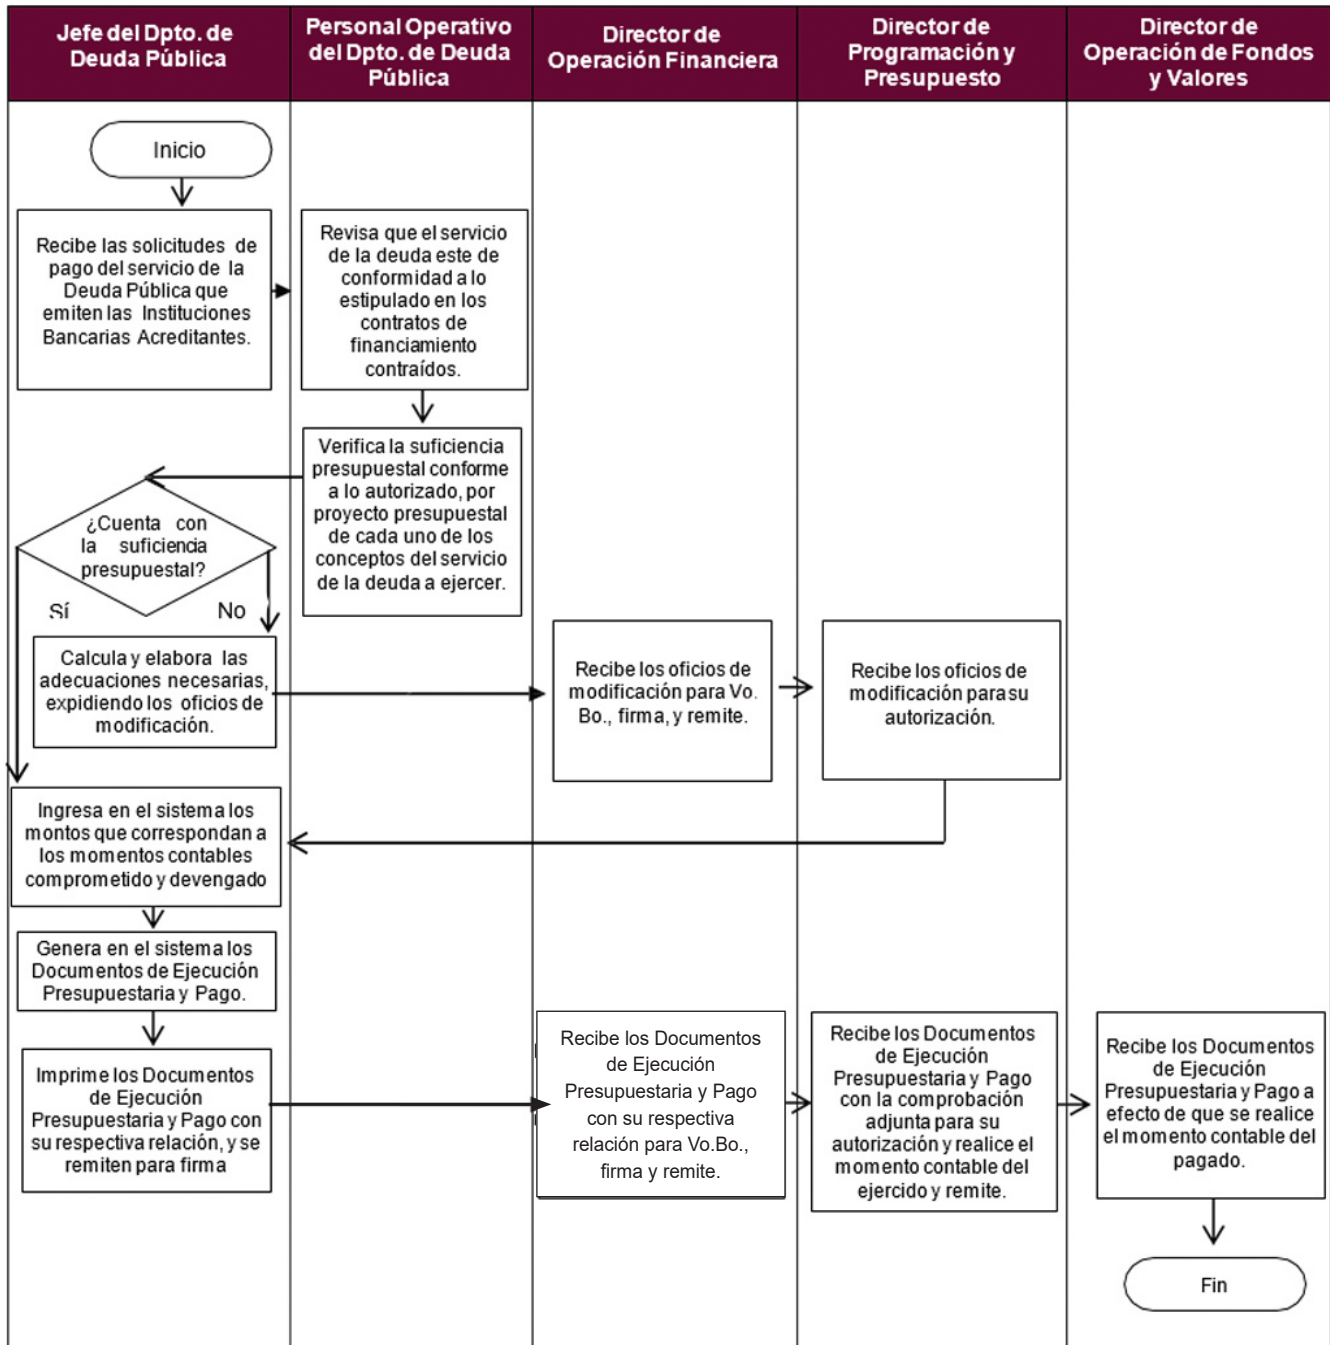 Jefe del Dpto. de
Deuda Pública
Personal Operativo
del Dpto. de Deuda
Pública
Director de
Operación Financiera
Director de
Programación y
Presupuesto
Director de
Operación de Fondos
y Valores
Inicio
Recibe las solicitudes de
pago del servicio de la
Deuda Pública que
emiten las Instituciones
Bancarias Acreditantes.
Revisa que el servicio
de la deuda este de
conformidad a lo
estipulado en los
contratos de
financiamiento
contraídos.
Verifica la suficiencia
presupuestal conforme
a lo autorizado, por
proyecto presupuestal
de cada uno de los
conceptos del servicio
de la deuda a ejercer.
¿Cuenta con
la suficiencia
presupuestal?
Sí
No
Calcula y elabora las
adecuaciones necesarias,
expidiendo los oficios de
modificación.
Recibe los oficios de
modificación para Vo.
Bo., firma, y remite.
Recibe los oficios de
modificación para su
autorización.
Ingresa en el sistema los
montos que correspondan a
los momentos contables
comprometido y devengado
Genera en el sistema los
Documentos de Ejecución
Presupuestaria y Pago.
Imprime los Documentos
de Ejecución
Presupuestaria y Pago con
su respectiva relación, y se
remiten para firma
Recibe los Documentos
de Ejecución
Presupuestaria y Pago
con su respectiva
relación para Vo.Bo.,
firma y remite.
Recibe los Documentos
de Ejecución
Presupuestaria y Pago
con la comprobación
adjunta para su
autorización, y realice el
momento contable del
ejercido y remite.
Recibe los Documentos
de Ejecución
Presupuestaria y Pago a
efecto de que se realice
el momento contable del
pagado.
Fin